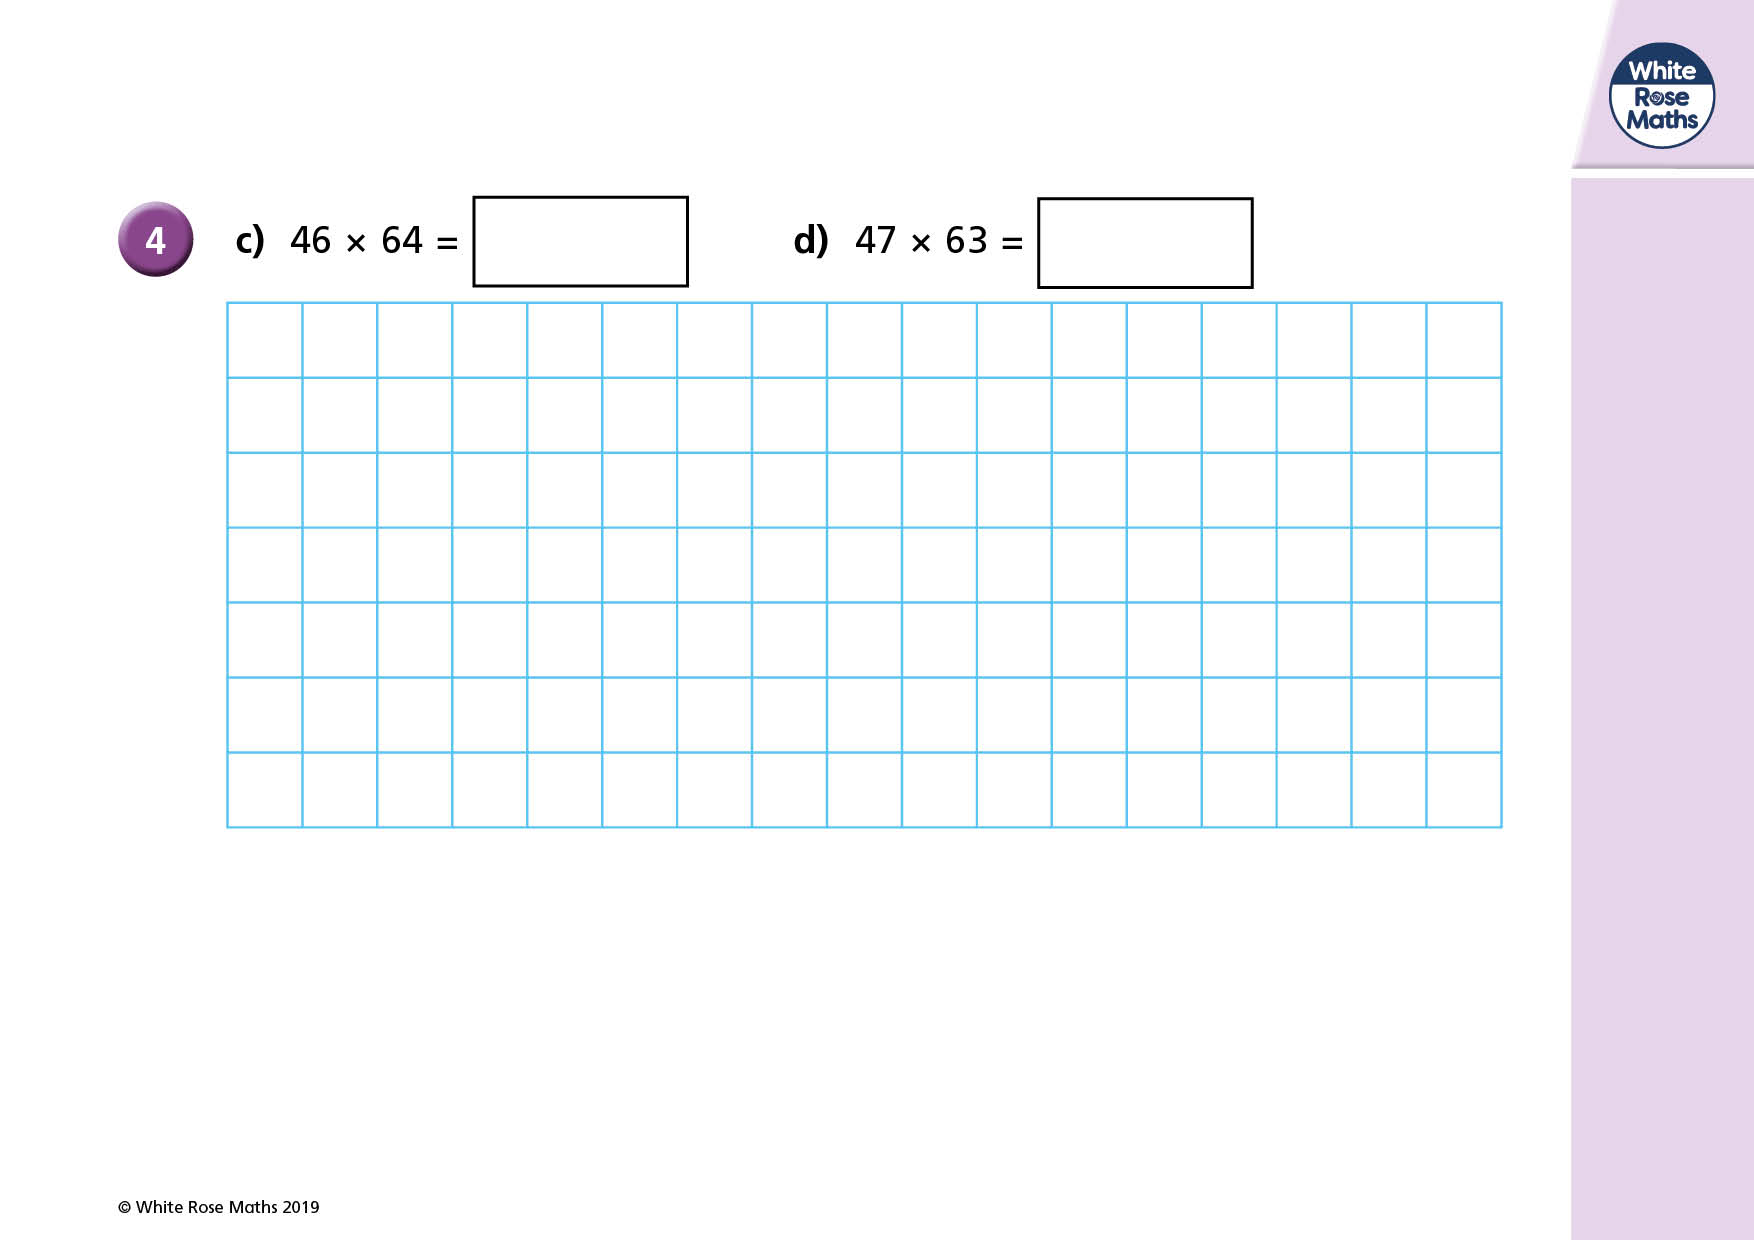 White
Rose
Maths
4 c) 46 × 64 = d) 47 × 63 =
© White Rose Maths 2019